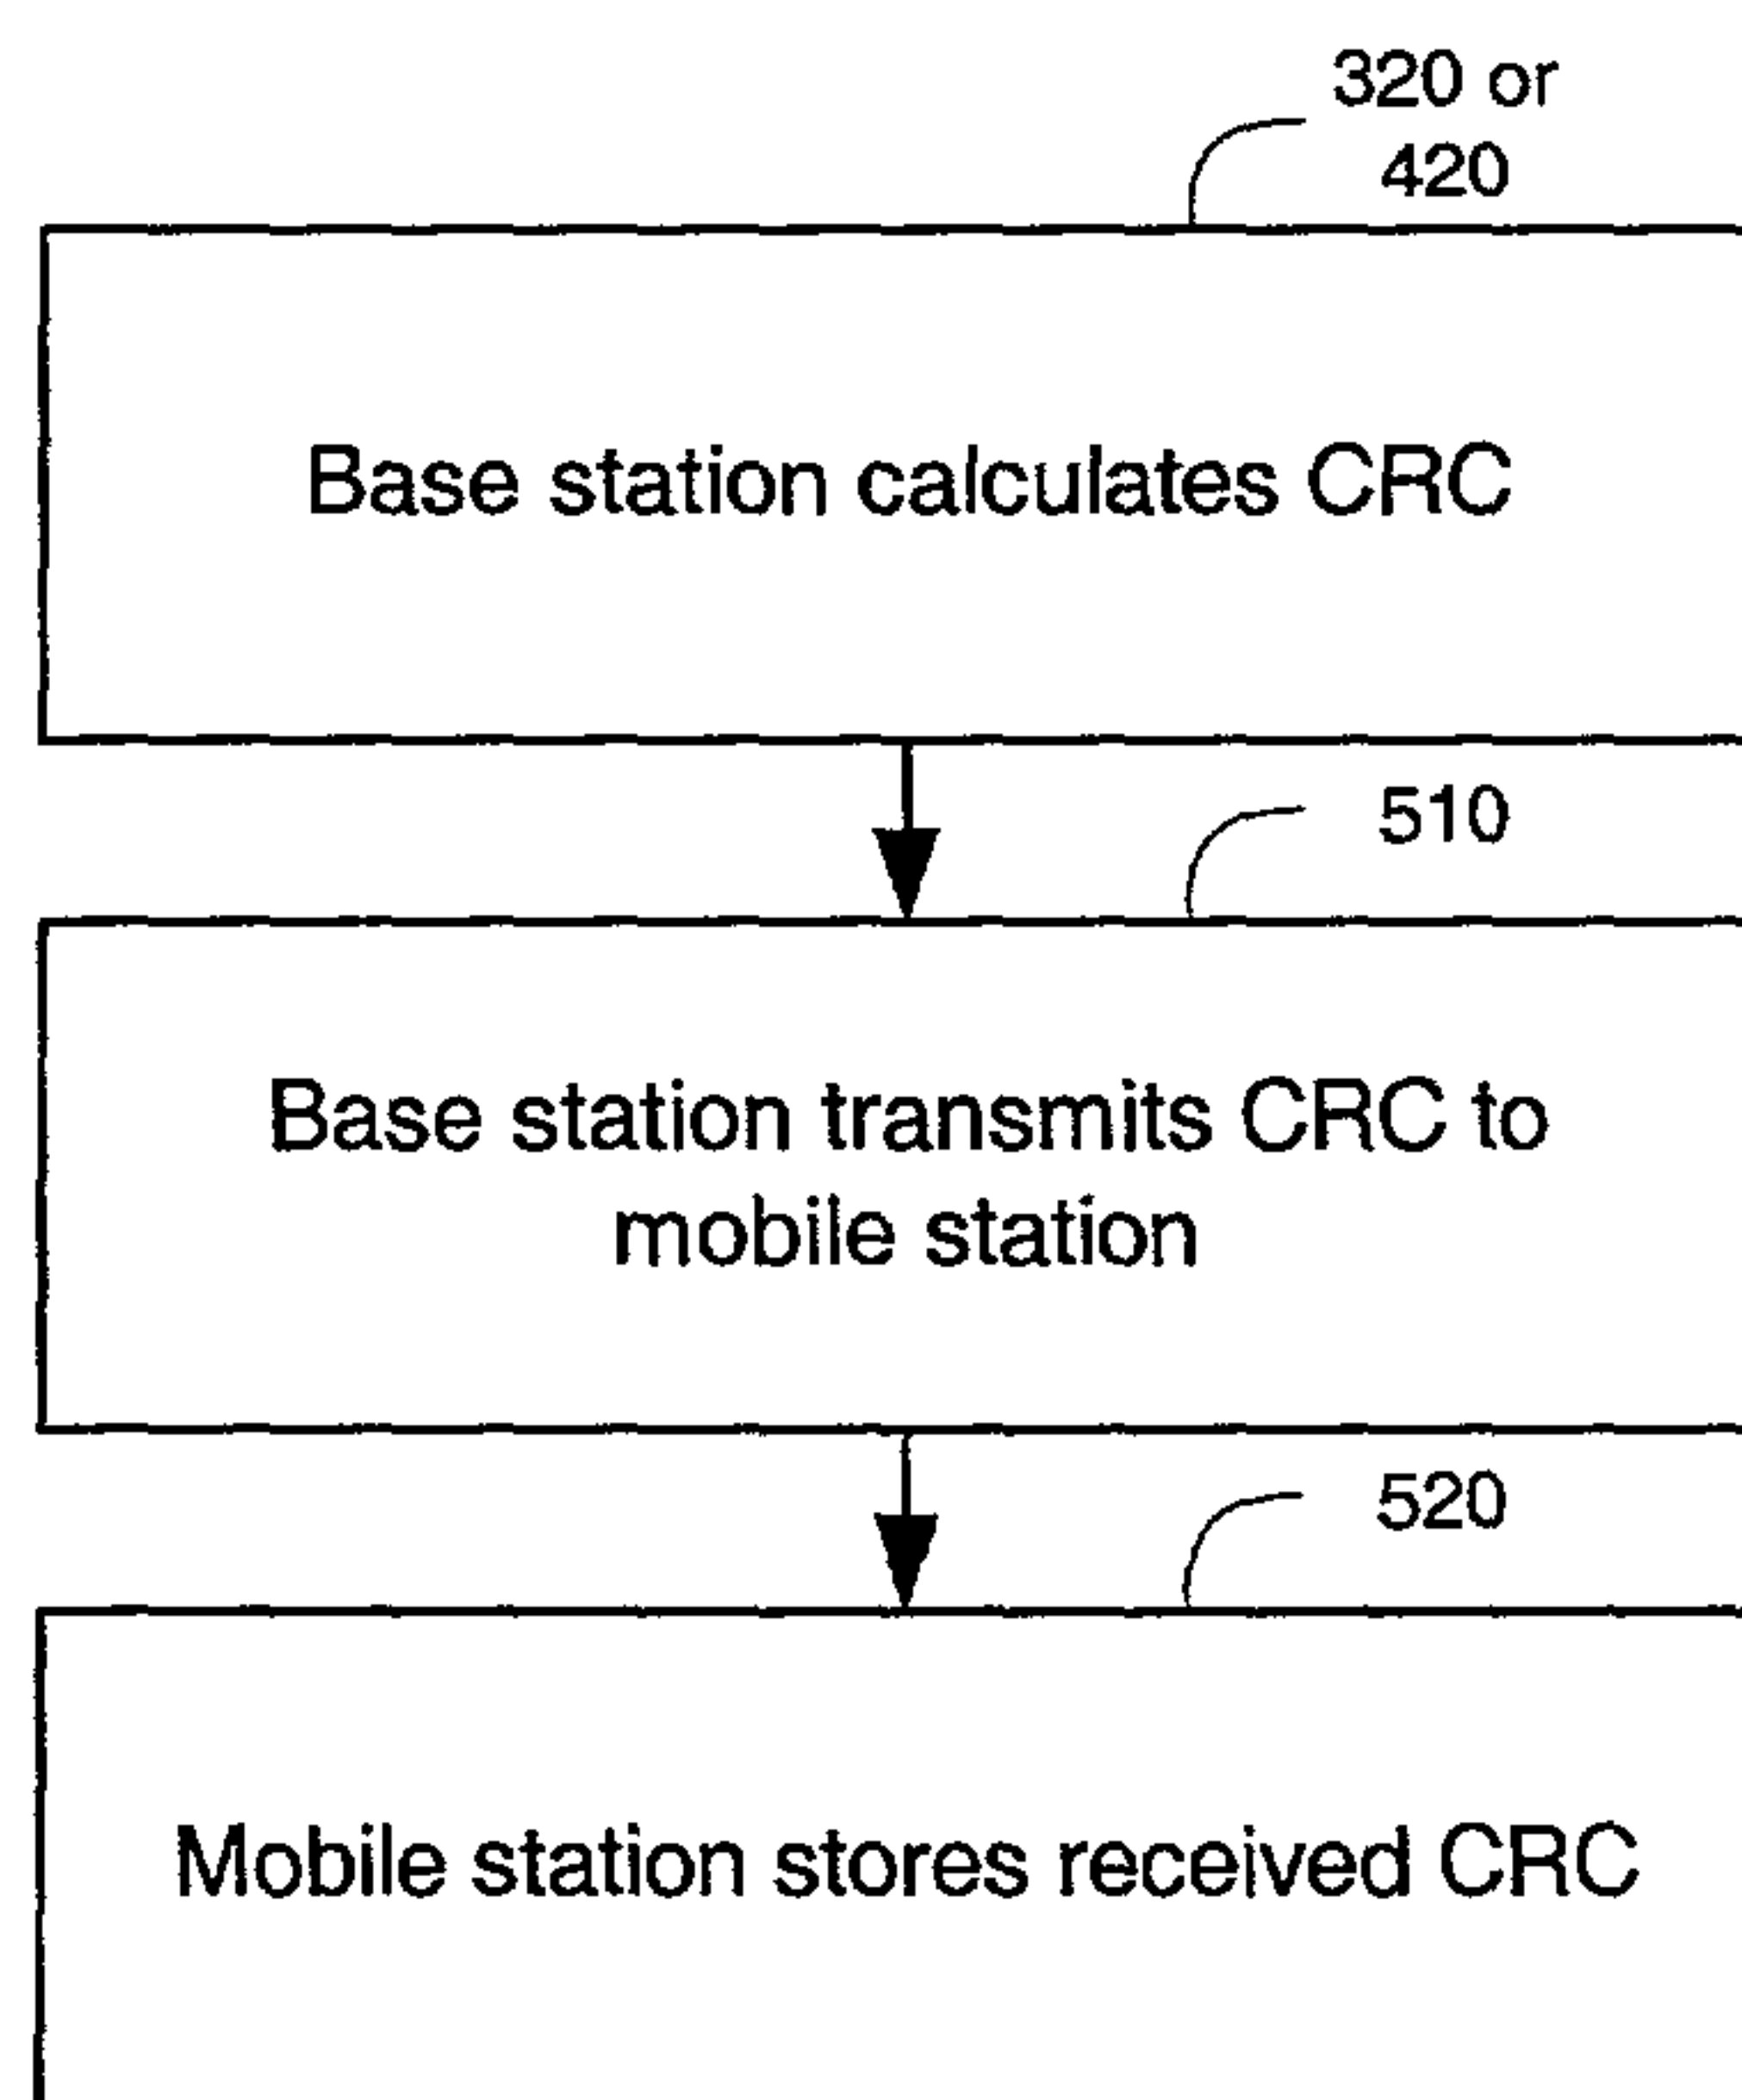 320 or
420
Base station calculates CRC
510
Base station transmits CRC to
mobile station
520
Mobile station stores received CRC